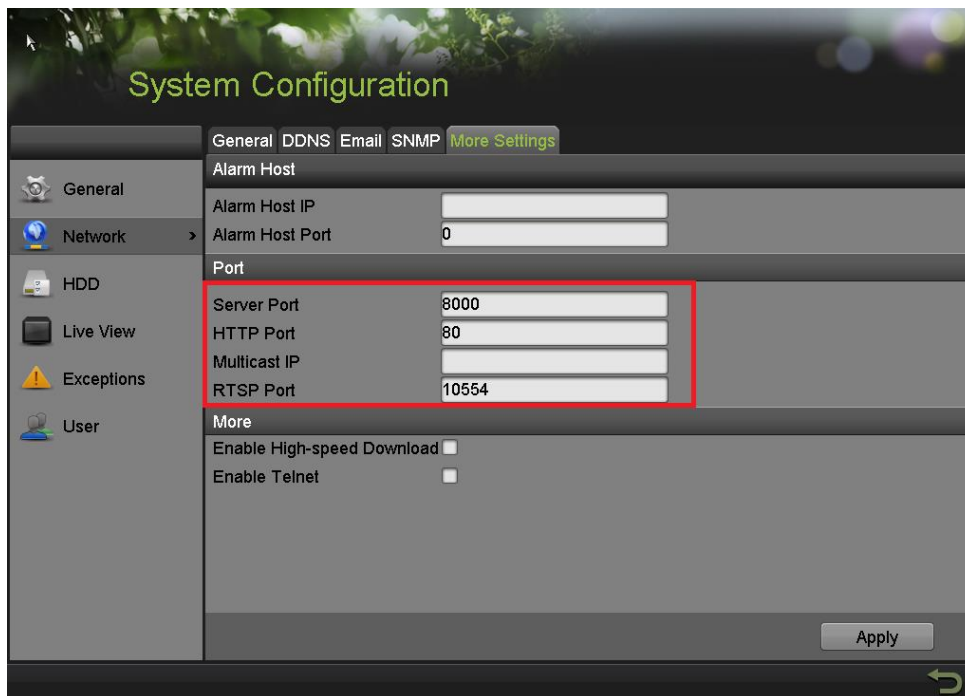 System Configuration
General DDNS Email SNMP More Settings
General
Network >
HDD
Live View
Exceptions
User
Alarm Host
Alarm Host IP
Alarm Host Port 0
Port
Server Port 8000
HTTP Port 80
Multicast IP
RTSP Port 10554
More
Enable High-speed Download
Enable Telnet
Apply